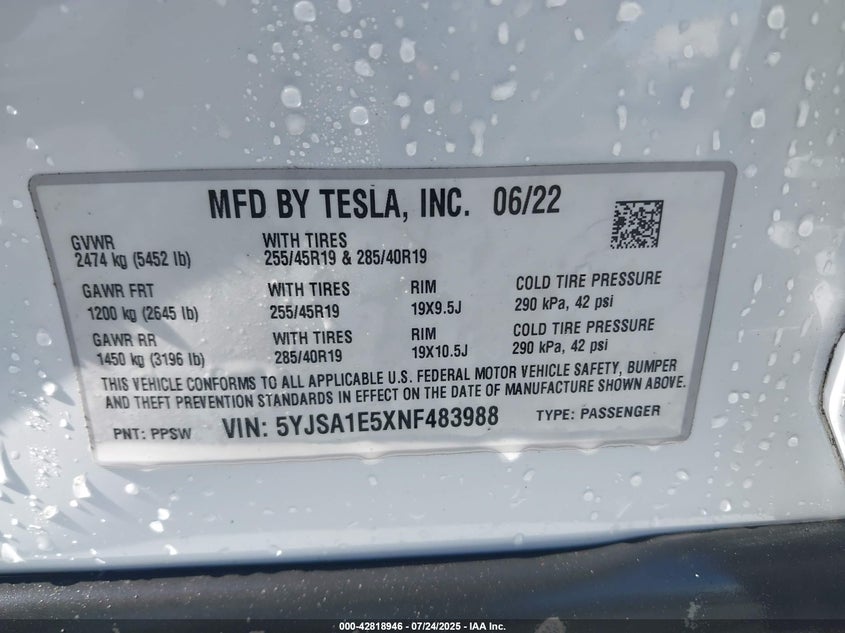 MFD BY TESLA, INC. 06/22
GVWR
2474 kg (5452 lb)
WITH TIRES
255/45R19 & 285/40R19
GAWR FRT
1200 kg (2645 lb)
WITH TIRES
255/45R19
RIM
19X9.5J
COLD TIRE PRESSURE
290 kPa, 42 psi
GAWR RR
1450 kg (3196 lb)
WITH TIRES
285/40R19
RIM
19X10.5J
COLD TIRE PRESSURE
290 kPa, 42 psi
THIS VEHICLE CONFORMS TO ALL APPLICABLE U.S. FEDERAL MOTOR VEHICLE SAFETY, BUMPER
AND THEFT PREVENTION STANDARDS IN EFFECT ON THE DATE OF MANUFACTURE SHOWN ABOVE.
PNT: PPSW VIN: 5YJSA1E5XNF483988 TYPE: PASSENGER
000-42818946 - 07/24/2025 - IAA Inc.